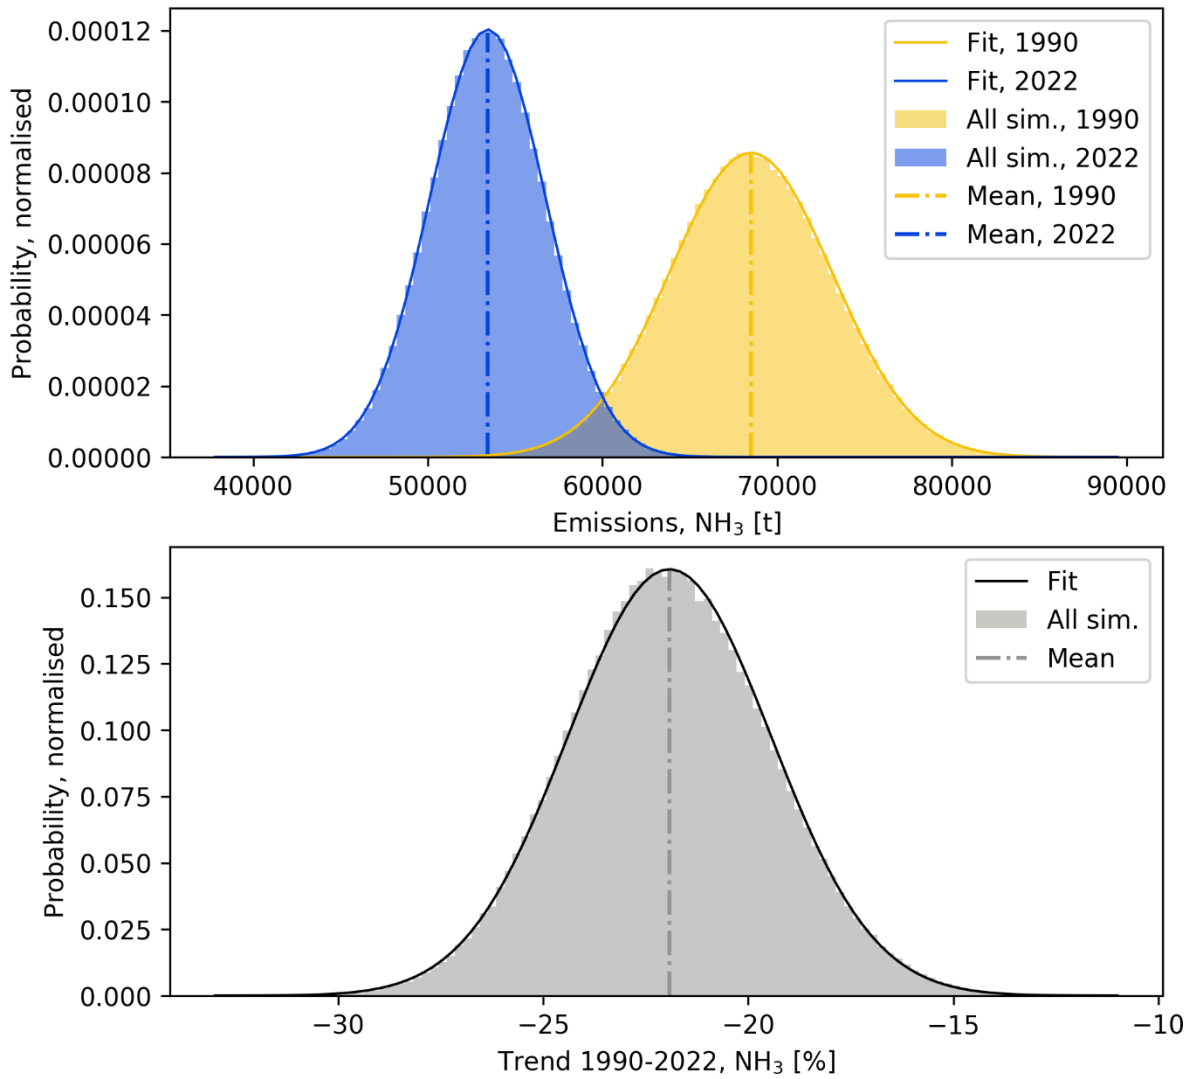 0.00012
0.00010
0.00008
0.00006
0.00004
0.00002
0.00000
Probability, normalised
Fit, 1990
Fit, 2022
All sim., 1990
All sim., 2022
Mean, 1990
Mean, 2022
40000 50000 60000 70000 80000 90000
Emissions, NH₃ [t]
0.150
0.125
0.100
0.075
0.050
0.025
0.000
Probability, normalised
Fit
All sim.
Mean
−30 −25 −20 −15 −10
Trend 1990-2022, NH₃ [%]